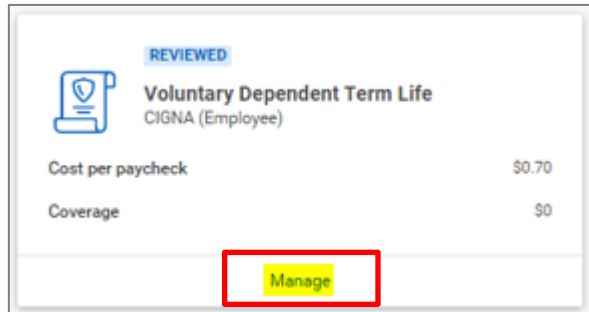 REVIEWED
Voluntary Dependent Term Life
CIGNA (Employee)
Cost per paycheck $0.70
Coverage $0
Manage